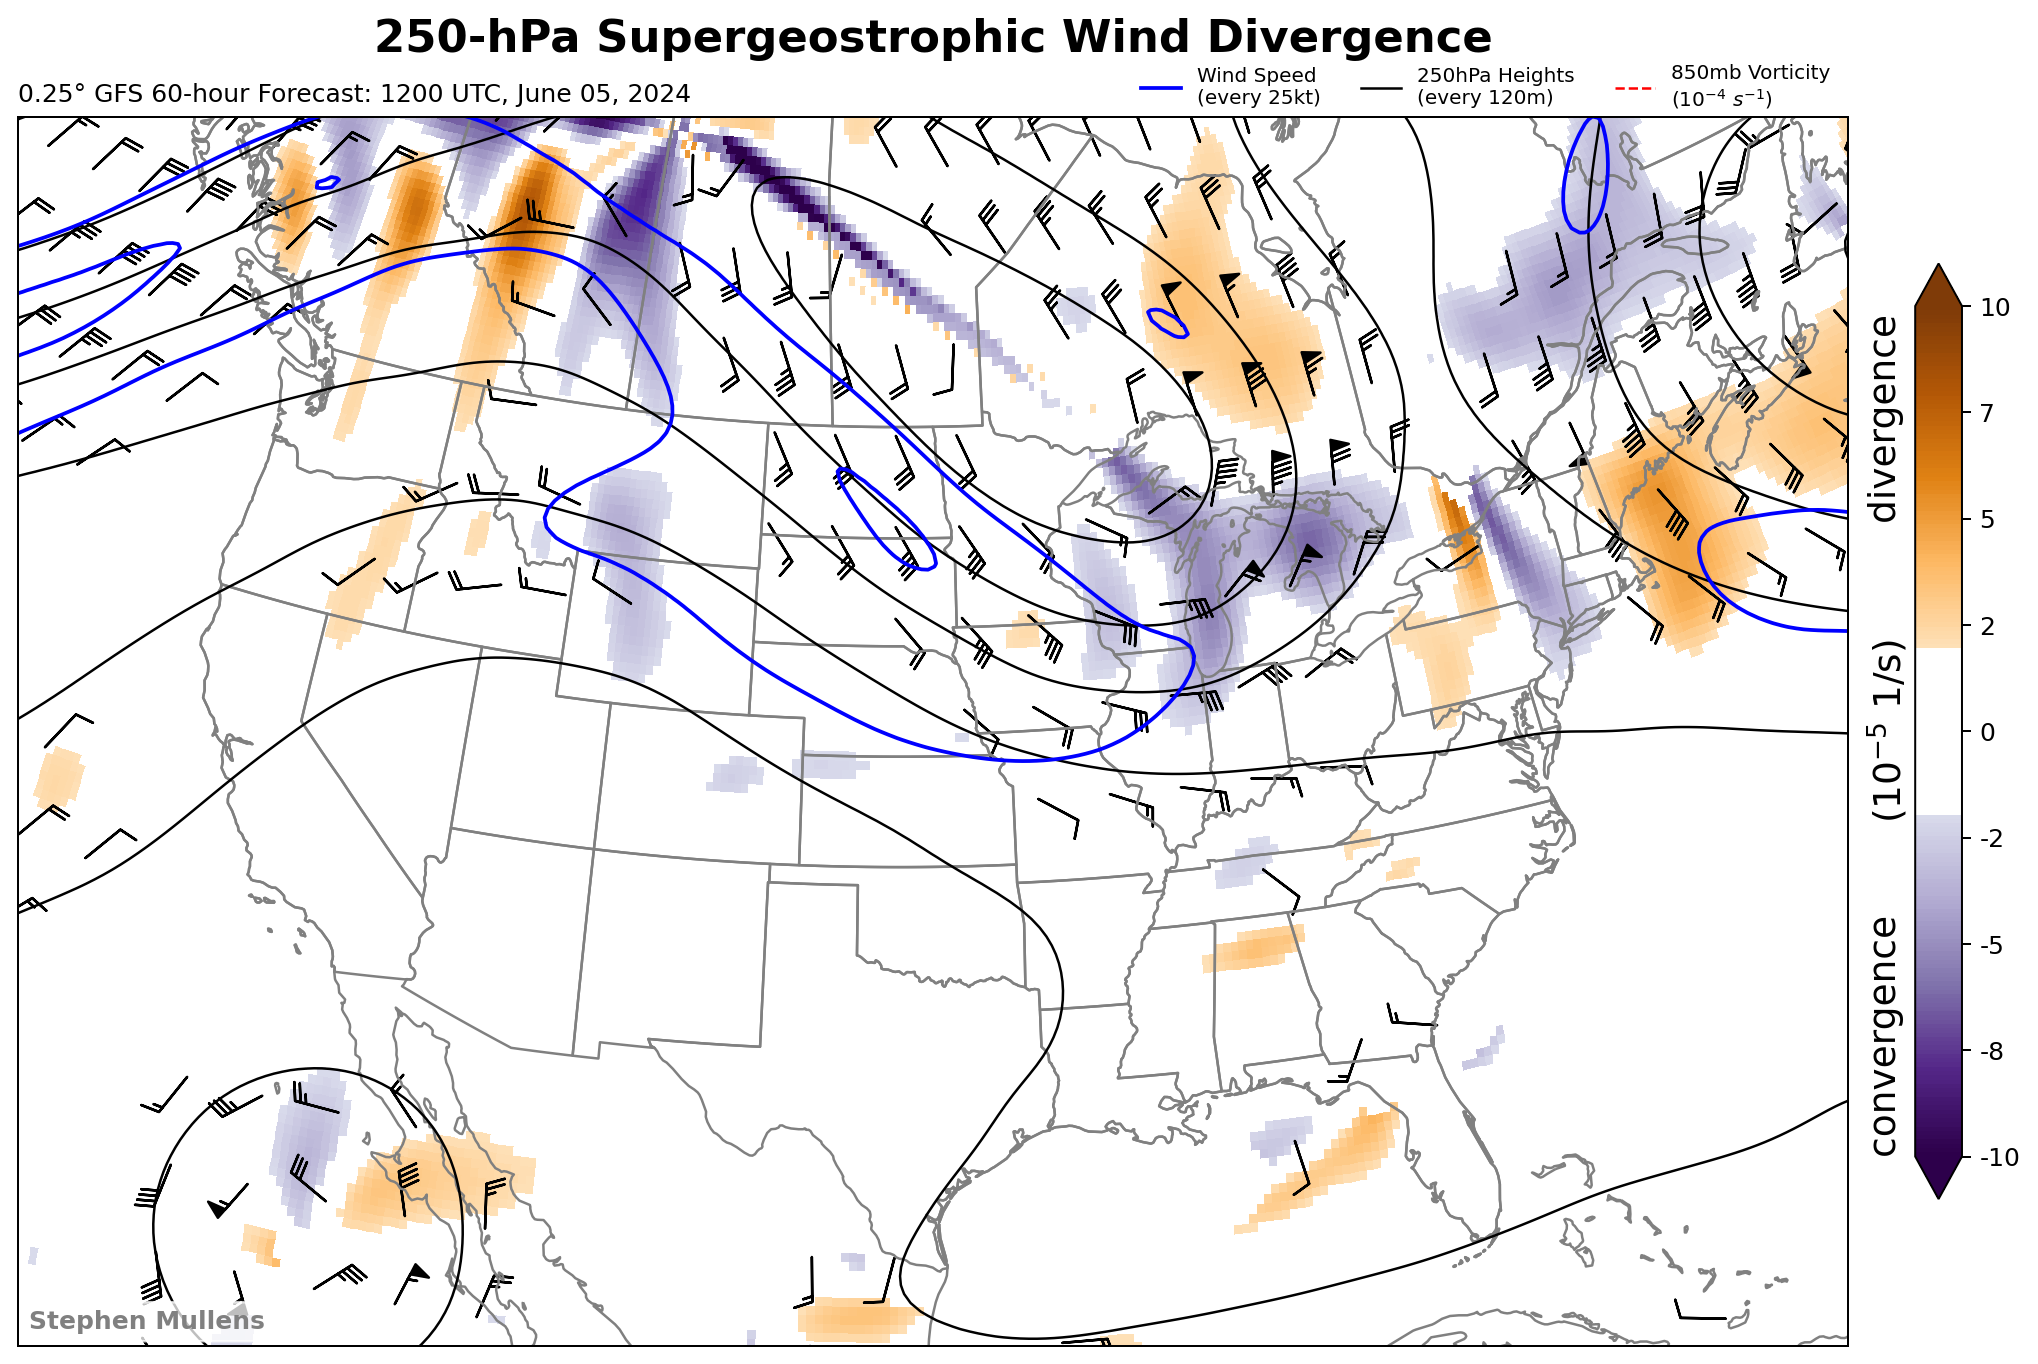 250-hPa Supergeostrophic Wind Divergence
0.25° GFS 60-hour Forecast: 1200 UTC, June 05, 2024
Wind Speed
(every 25kt)
250hPa Heights
(every 120m)
850mb Vorticity
(10⁻⁴ s⁻¹)
10
7
5
2
0
-2
-5
-8
-10
convergence (10⁻⁵ 1/s) divergence
Stephen Mullens